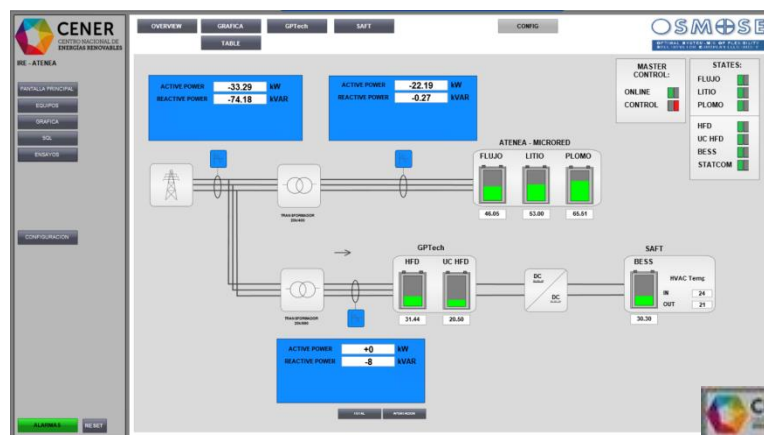 CENER
CENTRO NACIONAL DE
ENERGÍAS RENOVABLES
IRE - ATENEA
PANTALLA PRINCIPAL
EQUIPOS
GRAFICA
SQL
ENSAYOS
CONFIGURACION
ALARMAS
RESET
OVERVIEW
GRAFICA
GPTech
SAFT
CONFIG
TABLE
OSMOSE
ACTIVE POWER -33.29 kW
REACTIVE POWER -74.18 kVAR
ACTIVE POWER -22.19 kW
REACTIVE POWER -0.27 kVAR
MASTER
CONTROL:
ONLINE
CONTROL
STATES:
FLUJO
LITIO
PLOMO
HFD
UC HFD
BESS
STATCOM
ATENEA - MICRORED
FLUJO LITIO PLOMO
46.05 53.00 65.61
TRANSFORMADOR
GPTech
HFD UC HFD
31.44 20.50
DC
DC
SAFT
BESS
30.30
HVAC Temp
IN 24
OUT 21
TRANSFORMADOR
ACTIVE POWER +0 kW
REACTIVE POWER -8 kVAR
TOTAL